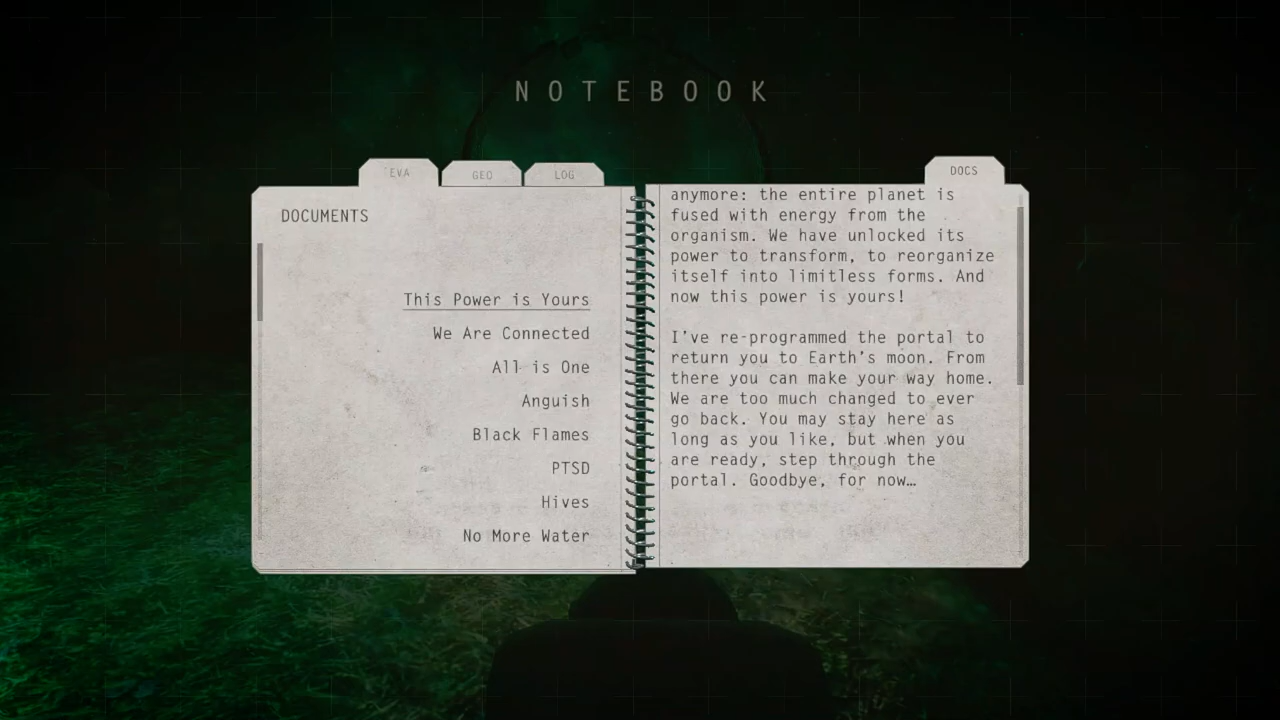 NOTEBOOK
EVA
GEO
LOG
DOCS
DOCUMENTS
This Power is Yours
We Are Connected
All is One
Anguish
Black Flames
PTSD
Hives
No More Water
anymore: the entire planet is
fused with energy from the
organism. We have unlocked its
power to transform, to reorganize
itself into limitless forms. And
now this power is yours!
I've re-programmed the portal to
return you to Earth's moon. From
there you can make your way home.
We are too much changed to ever
go back. You may stay here as
long as you like, but when you
are ready, step through the
portal. Goodbye, for now…